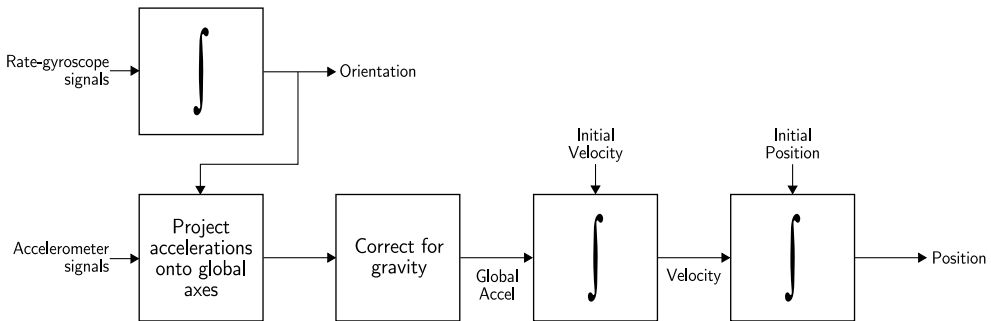 Rate-gyroscope
signals
∫
Orientation
Initial
Velocity
Initial
Position
Accelerometer
signals
Project
accelerations
onto global
axes
Correct for
gravity
Global
Accel
∫
Velocity
∫
Position